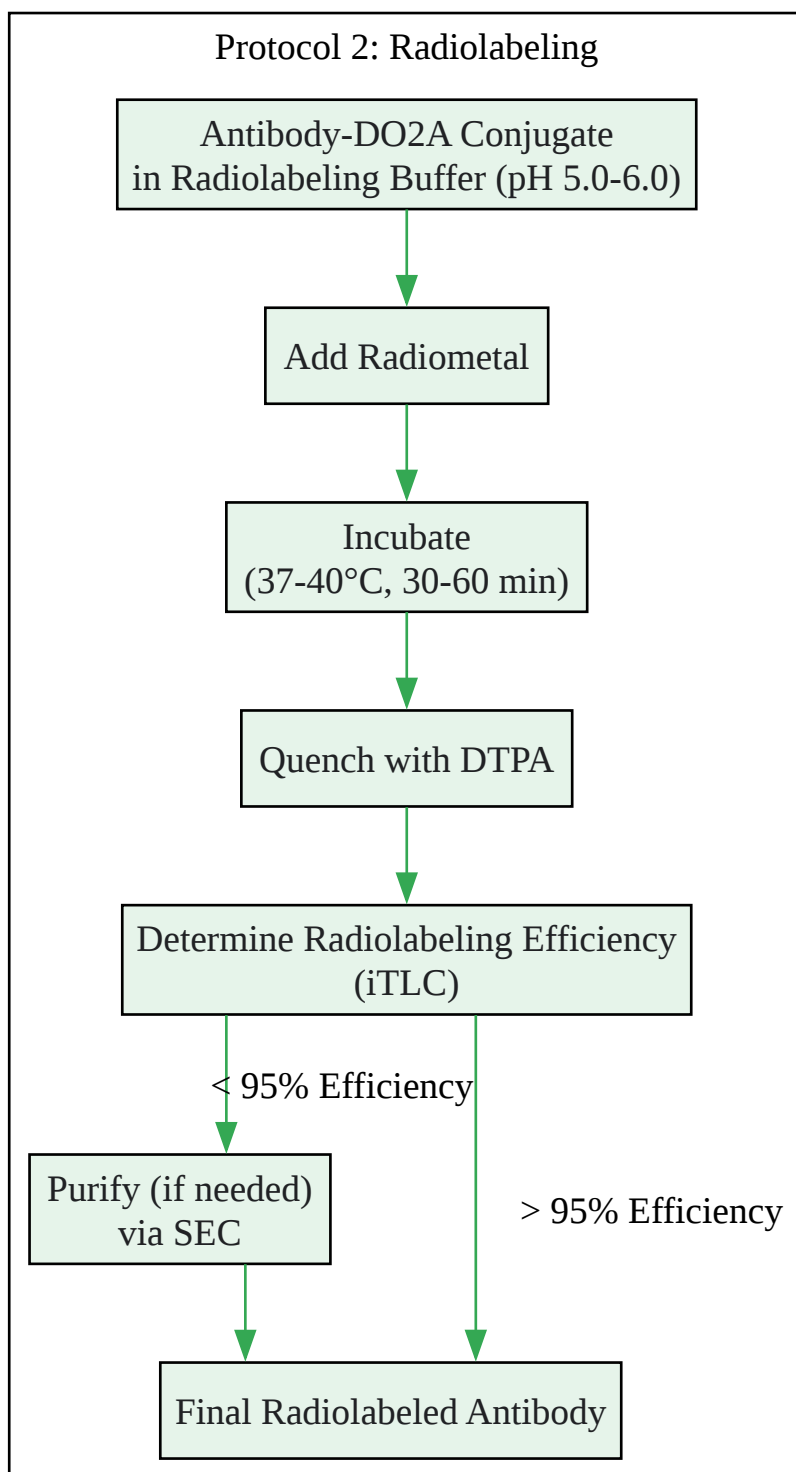 Protocol 2: Radiolabeling
Antibody-DO2A Conjugate
in Radiolabeling Buffer (pH 5.0-6.0)
Add Radiometal
Incubate
(37-40°C, 30-60 min)
Quench with DTPA
Determine Radiolabeling Efficiency
(iTLC)
< 95% Efficiency
Purify (if needed)
via SEC
> 95% Efficiency
Final Radiolabeled Antibody